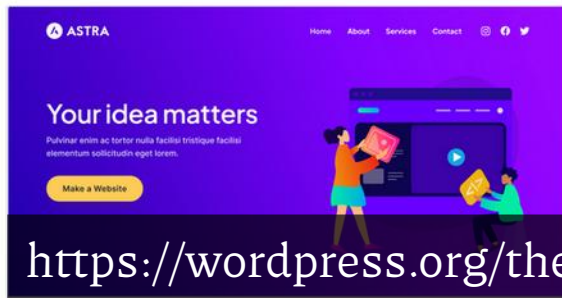 ASTRA
Home About Services Contact
Your idea matters
Pulvinar enim ac tortor nulla facilisi tristique facilisi
elementum sollicitudin eget lorem.
Make a Website
https://wordpress.org/the